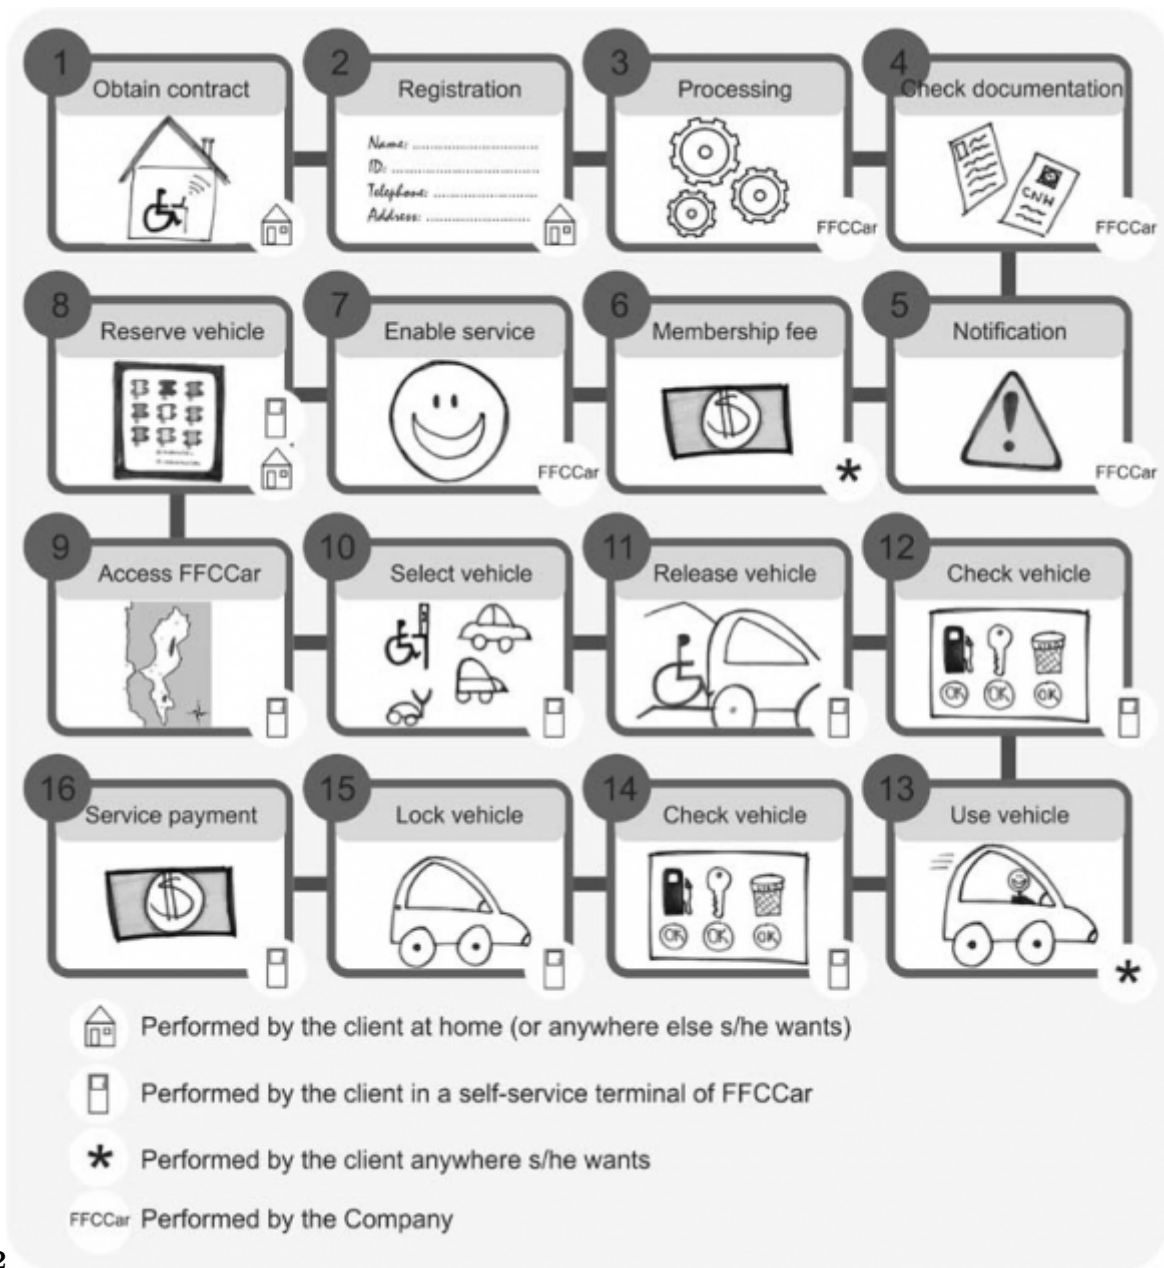 1
Obtain contract
2
Registration
Name:
ID:
Telephone:
Address:
3
Processing
FFCCar
4
Check documentation
CNH
FFCCar
8
Reserve vehicle
7
Enable service
FFCCar
6
Membership fee
$
*
5
Notification
!
FFCCar
9
Access FFCCar
10
Select vehicle
11
Release vehicle
12
Check vehicle
OK OK OK
16
Service payment
$
15
Lock vehicle
14
Check vehicle
OK OK OK
13
Use vehicle
*
Performed by the client at home (or anywhere else s/he wants)
Performed by the client in a self-service terminal of FFCCar
* Performed by the client anywhere s/he wants
FFCCar Performed by the Company
2